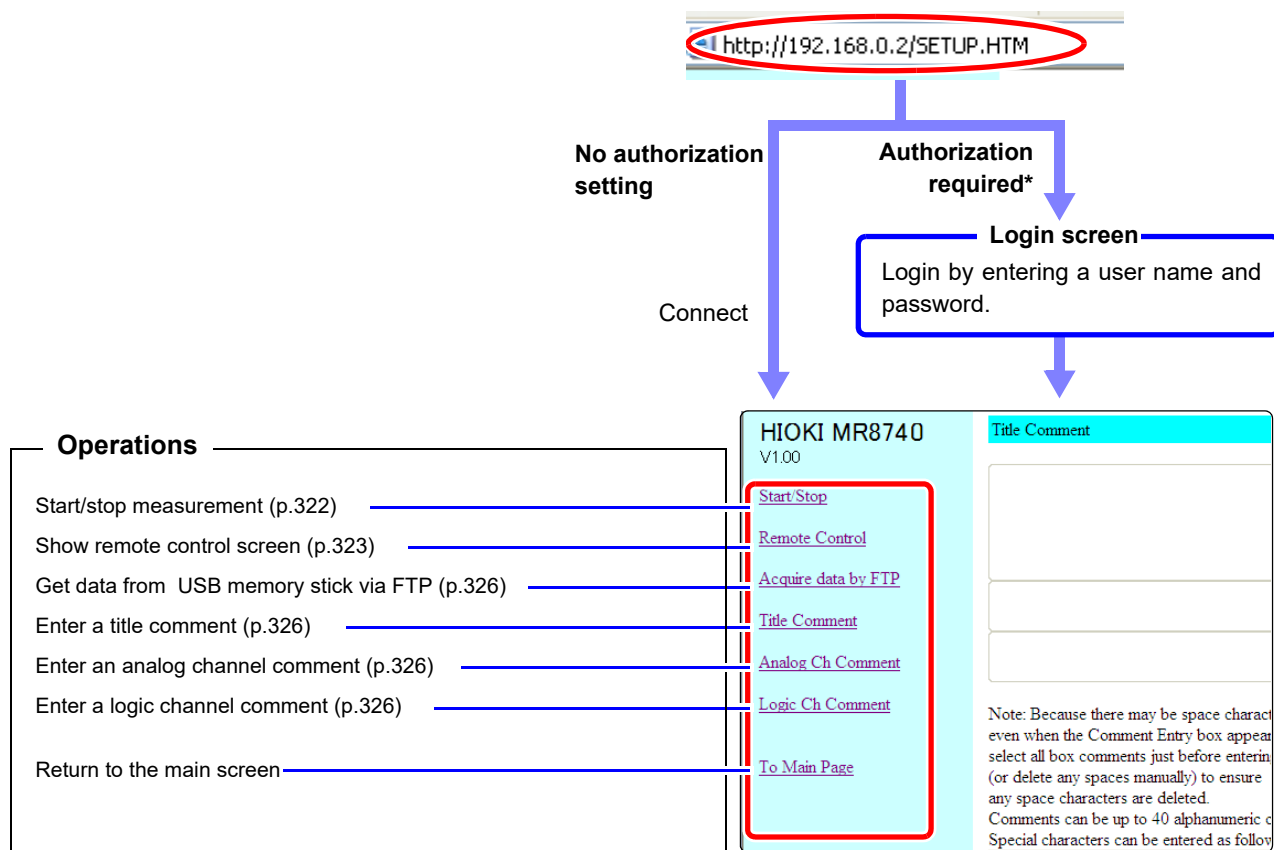 http://192.168.0.2/SETUP.HTM
No authorization
setting
Authorization
required*
Login screen
Login by entering a user name and
password.
Connect
Operations
Start/stop measurement (p.322)
Show remote control screen (p.323)
Get data from  USB memory stick via FTP (p.326)
Enter a title comment (p.326)
Enter an analog channel comment (p.326)
Enter a logic channel comment (p.326)
Return to the main screen
HIOKI MR8740
V1.00
Start/Stop
Remote Control
Acquire data by FTP
Title Comment
Analog Ch Comment
Logic Ch Comment
To Main Page
Title Comment
Note: Because there may be space charact
even when the Comment Entry box appear
select all box comments just before enterin
(or delete any spaces manually) to ensure
any space characters are deleted.
Comments can be up to 40 alphanumeric c
Special characters can be entered as follow